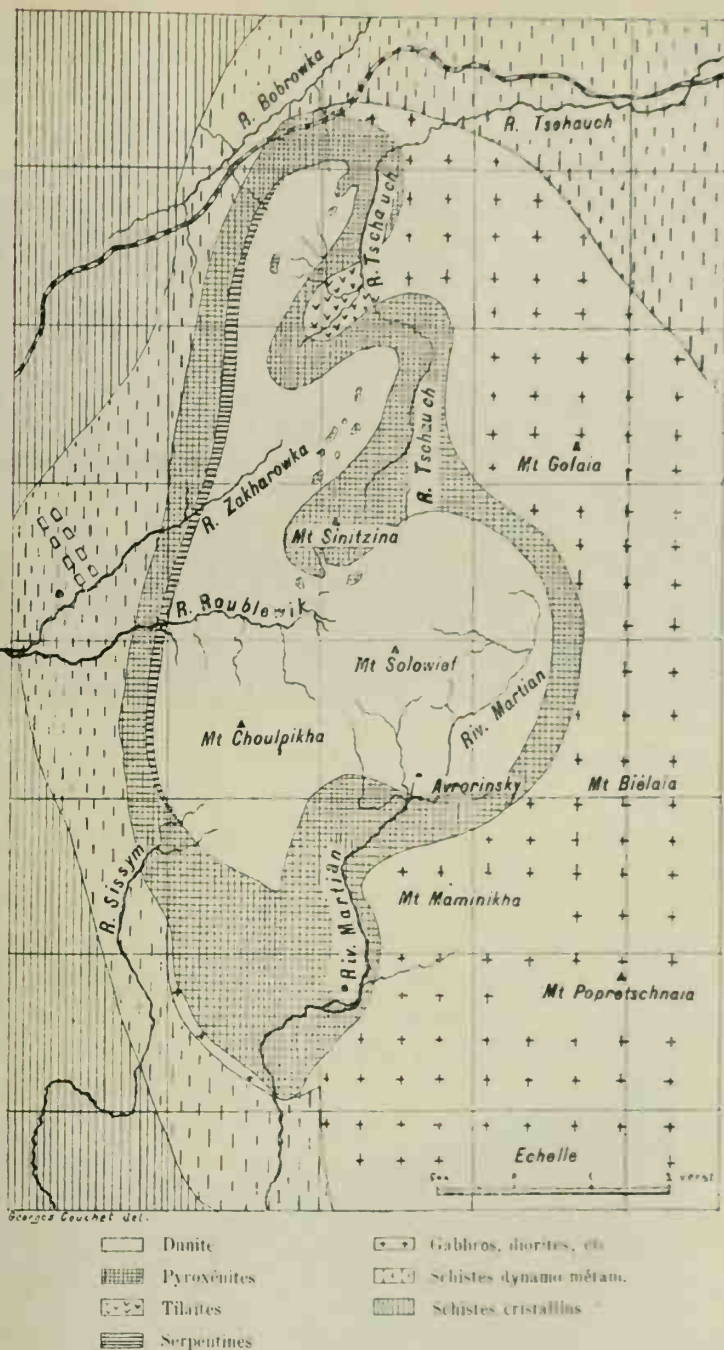 R. Bobrowka
R. Tschauch
R. Tschauch
R. Tschauch
Mt Golaia
R. Zakharowka
Mt Sinitzina
R. Roublewik
Mt Solowief
Riv. Martian
Mt Choulpikha
Avrorinsky
Mt Biélaia
R. Sissym
Riv. Martian
Mt Maminikha
Mt Popretschnaia
Echelle
verst
Georges Couchet del.
Dunite
Pyroxénites
Tilaïtes
Serpentines
Gabbros, diorites, etc
Schistes dynamo métam.
Schistes cristallins